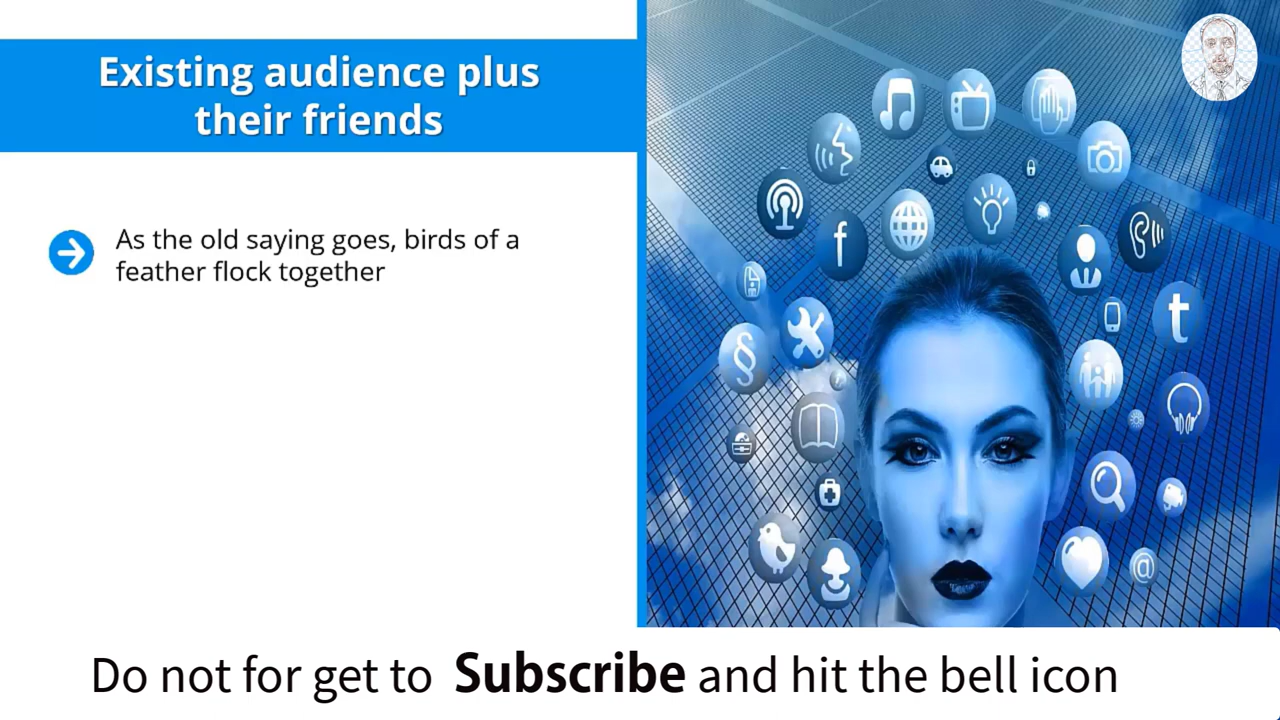 Existing audience plus
their friends
As the old saying goes, birds of a
feather flock together
f
t
§
@
Do not for get to Subscribe and hit the bell icon